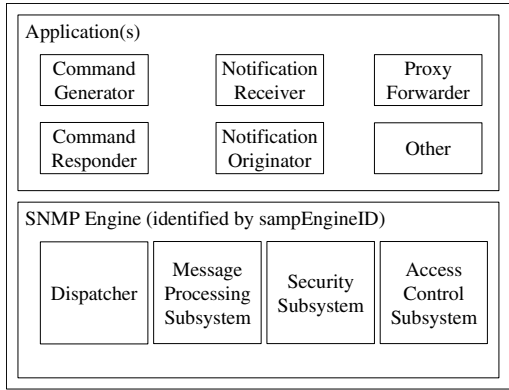 Application(s)
Command
Generator
Notification
Receiver
Proxy
Forwarder
Command
Responder
Notification
Originator
Other
SNMP Engine (identified by sampEngineID)
Dispatcher
Message
Processing
Subsystem
Security
Subsystem
Access
Control
Subsystem